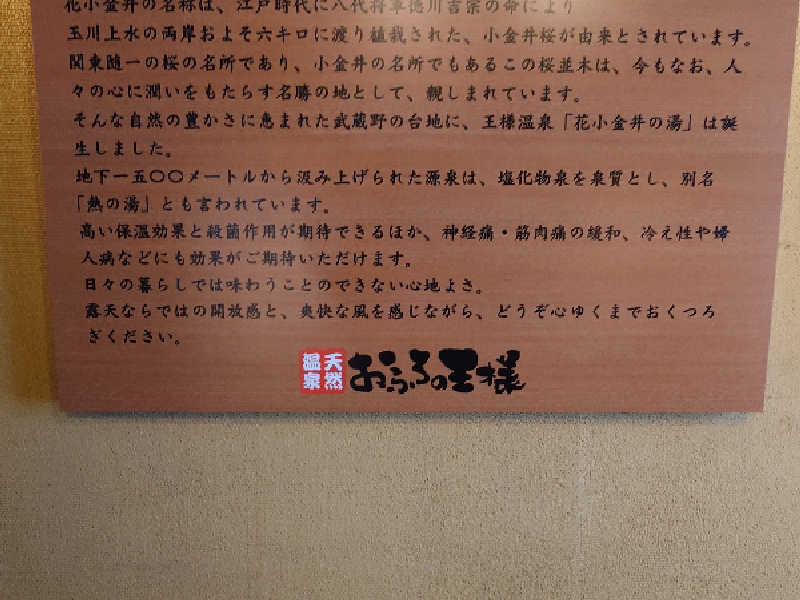 花小金井の名称は、江戸時代に八代将軍徳川吉宗の命により
玉川上水の両岸およそ六キロに渡り植栽された、小金井桜が由来とされています。
関東随一の桜の名所であり、小金井の名所でもあるこの桜並木は、今もなお、人
々の心に潤いをもたらす名勝の地として、親しまれています。
そんな自然の豊かさに恵まれた武蔵野の台地に、王様温泉「花小金井の湯」は誕
生しました。
地下一五〇〇メートルから汲み上げられた源泉は、塩化物泉を泉質とし、別名
「熱の湯」とも言われています。
高い保温効果と殺菌作用が期待できるほか、神経痛・筋肉痛の緩和、冷え性や婦
人病などにも効果がご期待いただけます。
日々の暮らしでは味わうことのできない心地よさ。
露天ならではの開放感と、爽快な風を感じながら、どうぞ心ゆくまでおくつろ
ぎください。
天然温泉 おふろの王様